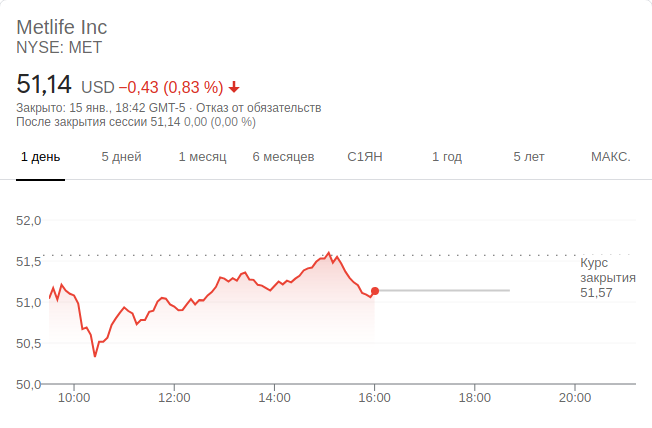 Metlife Inc
NYSE: MET
51,14 USD −0,43 (0,83 %)
Закрыто: 15 янв., 18:42 GMT-5 · Отказ от обязательств
После закрытия сессии 51,14 0,00 (0,00 %)
1 день 5 дней 1 месяц 6 месяцев С1ЯН 1 год 5 лет МАКС.
52,0
51,5
51,0
50,5
50,0
Курс
закрытия
51,57
10:00 12:00 14:00 16:00 18:00 20:00